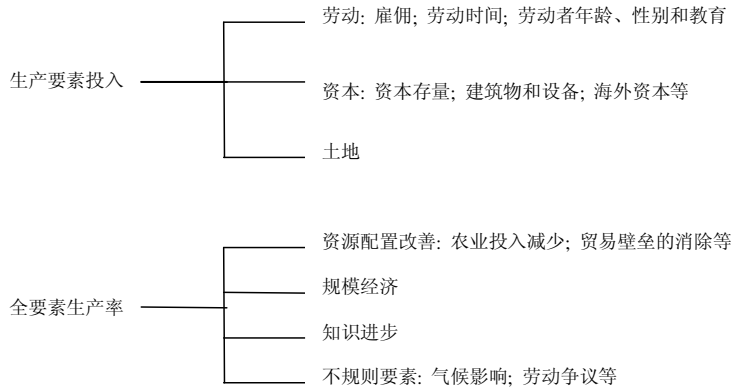 劳动: 雇佣; 劳动时间; 劳动者年龄、性别和教育
生产要素投入
资本: 资本存量; 建筑物和设备; 海外资本等
土地
资源配置改善: 农业投入减少; 贸易壁垒的消除等
规模经济
全要素生产率
知识进步
不规则要素: 气候影响; 劳动争议等